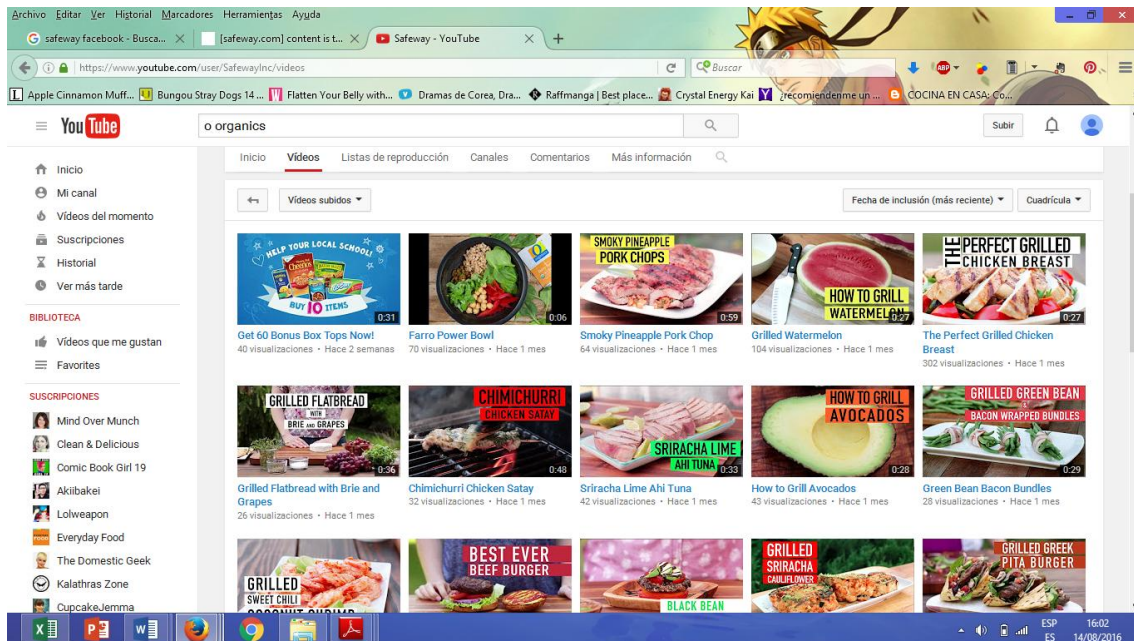 Archivo Editar Ver Historial Marcadores Herramientas Ayuda
safeway facebook - Busca...
[safeway.com] content is t...
Safeway - YouTube
https://www.youtube.com/user/SafewayInc/videos
Buscar
ABP
Apple Cinnamon Muff...
Bungou Stray Dogs 14 ...
Flatten Your Belly with...
Dramas de Corea, Dra...
Raffmanga | Best place...
Crystal Energy Kai
¿recomiendenme un ...
COCINA EN CASA: Co...
YouTube
o organics
Subir
Inicio
Mi canal
Vídeos del momento
Suscripciones
Historial
Ver más tarde
BIBLIOTECA
Vídeos que me gustan
Favorites
SUSCRIPCIONES
Mind Over Munch
Clean & Delicious
Comic Book Girl 19
Akiibakei
Lolweapon
Everyday Food
The Domestic Geek
Kalathras Zone
CupcakeJemma
Inicio Vídeos Listas de reproducción Canales Comentarios Más información
Vídeos subidos
Fecha de inclusión (más reciente)
Cuadrícula
HELP YOUR LOCAL SCHOOL!
Cheerios
BUY 10 ITEMS
0:31
Get 60 Bonus Box Tops Now!
40 visualizaciones • Hace 2 semanas
0:06
Farro Power Bowl
70 visualizaciones • Hace 1 mes
SMOKY PINEAPPLE
PORK CHOPS
0:59
Smoky Pineapple Pork Chop
64 visualizaciones • Hace 1 mes
HOW TO GRILL
WATERMELON
0:27
Grilled Watermelon
104 visualizaciones • Hace 1 mes
THE PERFECT GRILLED
CHICKEN BREAST
0:27
The Perfect Grilled Chicken
Breast
302 visualizaciones • Hace 1 mes
GRILLED FLATBREAD
WITH
BRIE AND GRAPES
0:36
Grilled Flatbread with Brie and
Grapes
26 visualizaciones • Hace 1 mes
CHIMICHURRI
CHICKEN SATAY
0:48
Chimichurri Chicken Satay
32 visualizaciones • Hace 1 mes
SRIRACHA LIME
AHI TUNA
0:33
Sriracha Lime Ahi Tuna
42 visualizaciones • Hace 1 mes
HOW TO GRILL
AVOCADOS
0:28
How to Grill Avocados
43 visualizaciones • Hace 1 mes
GRILLED GREEN BEAN
&
BACON WRAPPED BUNDLES
0:29
Green Bean Bacon Bundles
28 visualizaciones • Hace 1 mes
GRILLED
SWEET CHILI
COCONUT SHRIMP
BEST EVER
BEEF BURGER
BLACK BEAN
GRILLED
SRIRACHA
CAULIFLOWER
GRILLED GREEK
PITA BURGER
ESP
ES
16:02
14/08/2016